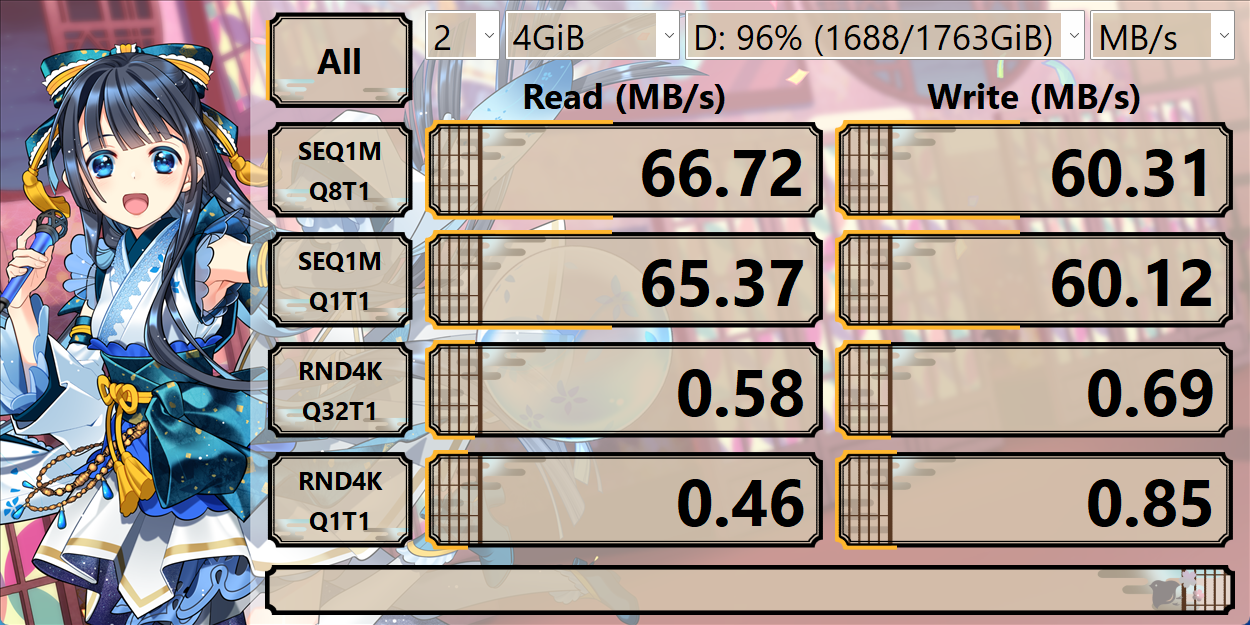 All
2
4GiB
D: 96% (1688/1763GiB)
MB/s
Read (MB/s)
Write (MB/s)
SEQ1M
Q8T1
66.72
60.31
SEQ1M
Q1T1
65.37
60.12
RND4K
Q32T1
0.58
0.69
RND4K
Q1T1
0.46
0.85